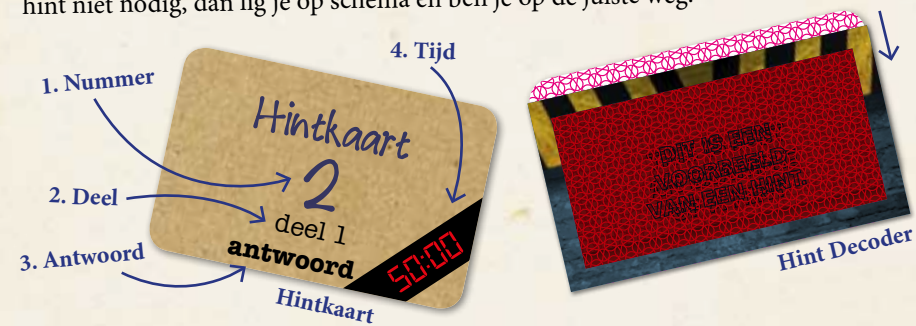 hint niet nodig, dan lig je op schema en ben je op de juiste weg.
4. Tijd
1. Nummer
Hintkaart
2
2. Deel
deel 1
3. Antwoord
antwoord
50:00
Hintkaart
DIT IS EEN
VOORBEELD
VAN EEN HINT.
Hint Decoder